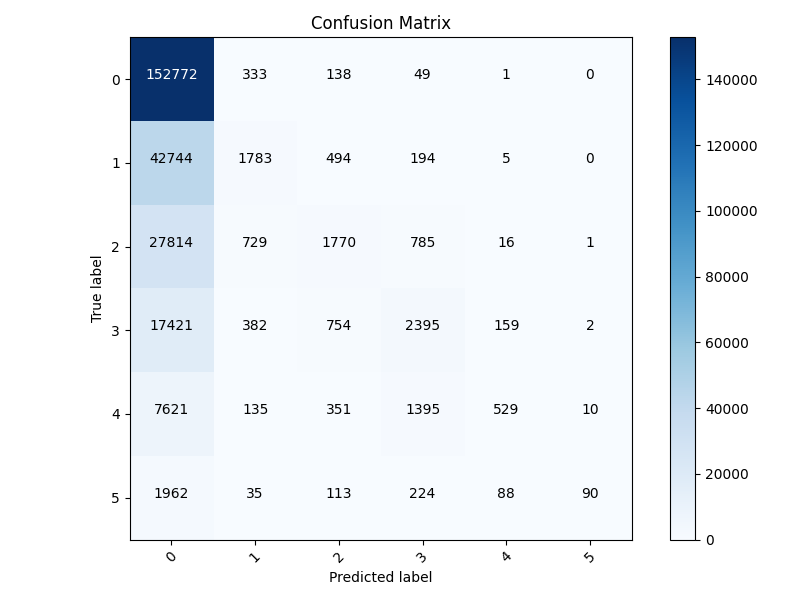 Confusion Matrix
0 152772 333 138 49 1 0
1 42744 1783 494 194 5 0
2 27814 729 1770 785 16 1
3 17421 382 754 2395 159 2
4 7621 135 351 1395 529 10
5 1962 35 113 224 88 90
0 1 2 3 4 5
Predicted label
True label
140000
120000
100000
80000
60000
40000
20000
0